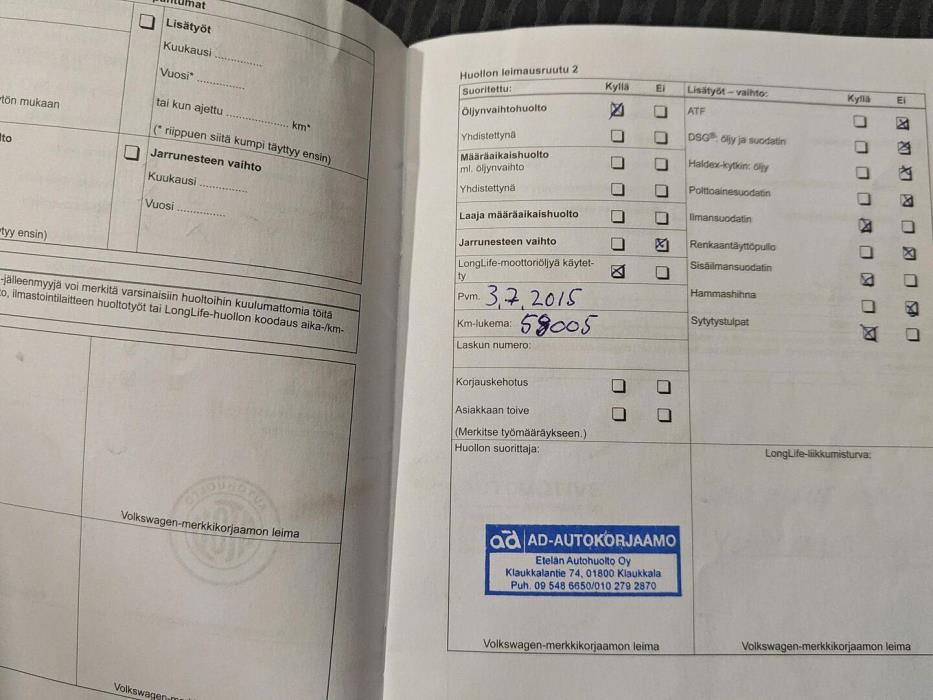 Lisätyöt
Kuukausi ..............
Vuosi* ..............
tai kun ajettu .................. km*
(* riippuen siitä kumpi täyttyy ensin)
mukaan
Jarrunesteen vaihto
Kuukausi ..............
Vuosi ..............
ensin)
-jälleenmyyjä voi merkitä varsinaisiin huoltoihin kuulumattomia töitä
ilmastointilaitteen huoltotyöt tai LongLife-huollon koodaus aika-/km-
Volkswagen-merkkikorjaamon leima
Huollon leimausruutu 2
Suoritettu: Kyllä Ei
Öljynvaihtohuolto
Yhdistettynä
Määräaikaishuolto
ml. öljynvaihto
Yhdistettynä
Laaja määräaikaishuolto
Jarrunesteen vaihto
LongLife-moottoriöljyä käytet-
ty
Pvm. 3.7.2015
Km-lukema: 58005
Laskun numero:
Korjauskehotus
Asiakkaan toive
(Merkitse työmääräykseen.)
Huollon suorittaja:
ad AD-AUTOKORJAAMO
Etelän Autohuolto Oy
Klaukkalantie 74, 01800 Klaukkala
Puh. 09 548 6650/010 279 2870
Volkswagen-merkkikorjaamon leima
Lisätyöt – vaihto: Kyllä Ei
ATF
DSG®: öljy ja suodatin
Haldex-kytkin: öljy
Polttoainesuodatin
Ilmansuodatin
Renkaantäyttöpullo
Sisäilmansuodatin
Hammashihna
Sytytystulpat
LongLife-liikkumisturva:
Volkswagen-merkkikorjaamon leima